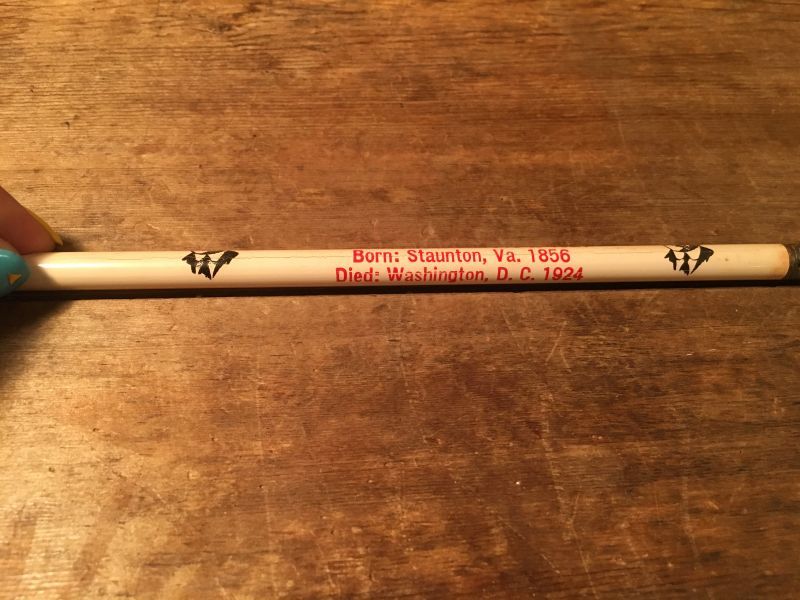 Born: Staunton, Va. 1856
Died: Washington, D. C. 1924